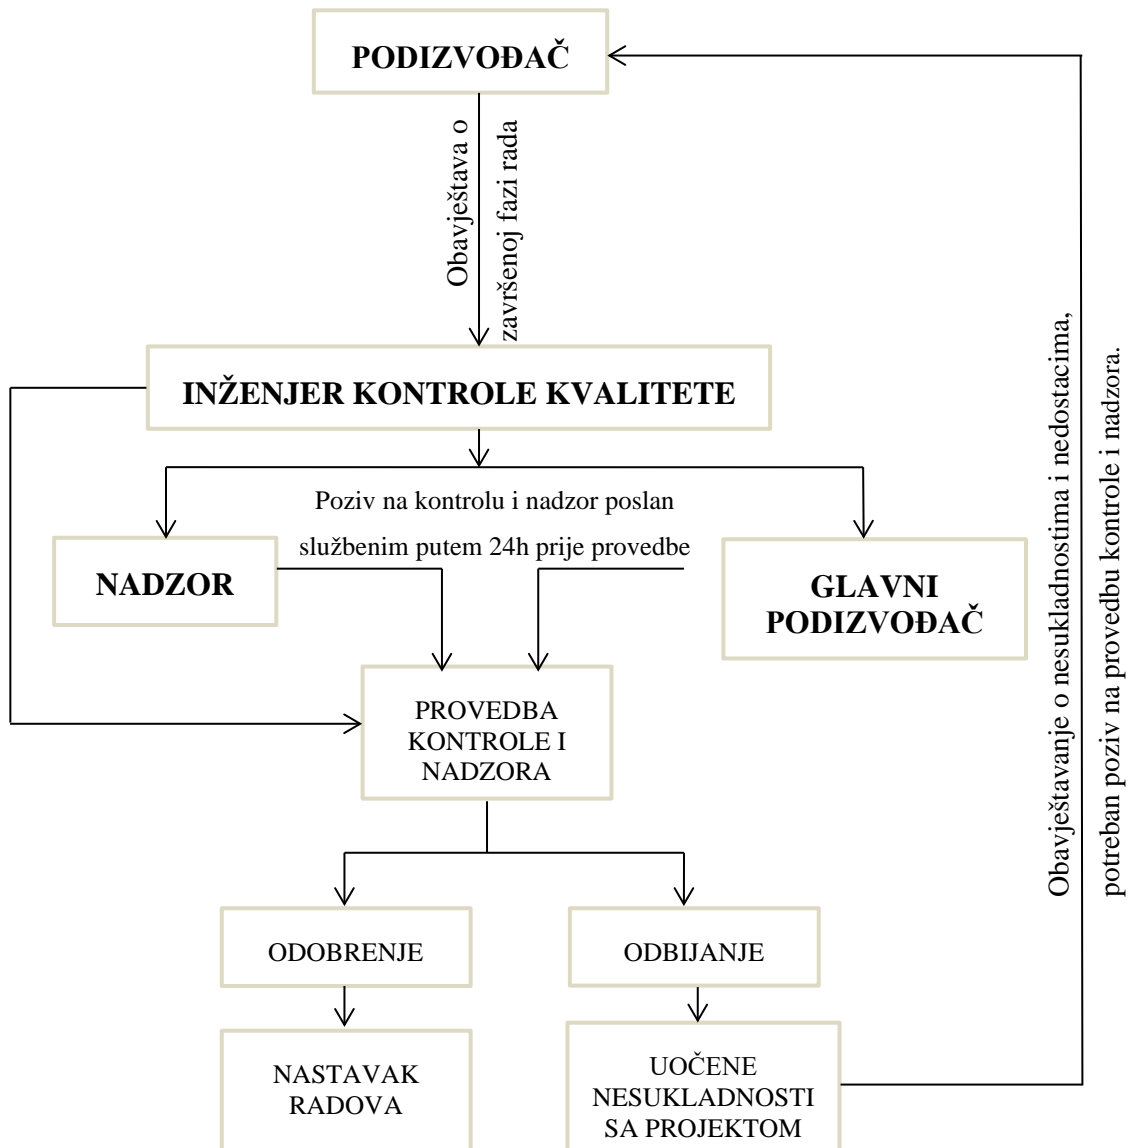 PODIZVOĐAČ
Obavještava o
završenoj fazi rada
INŽENJER KONTROLE KVALITETE
Poziv na kontrolu i nadzor poslan
službenim putem 24h prije provedbe
NADZOR
GLAVNI
PODIZVOĐAČ
PROVEDBA
KONTROLE I
NADZORA
ODOBRENJE
ODBIJANJE
NASTAVAK
RADOVA
UOČENE
NESUKLADNOSTI
SA PROJEKTOM
Obavještavanje o nesukladnostima i nedostacima,
potreban poziv na provedbu kontrole i nadzora.